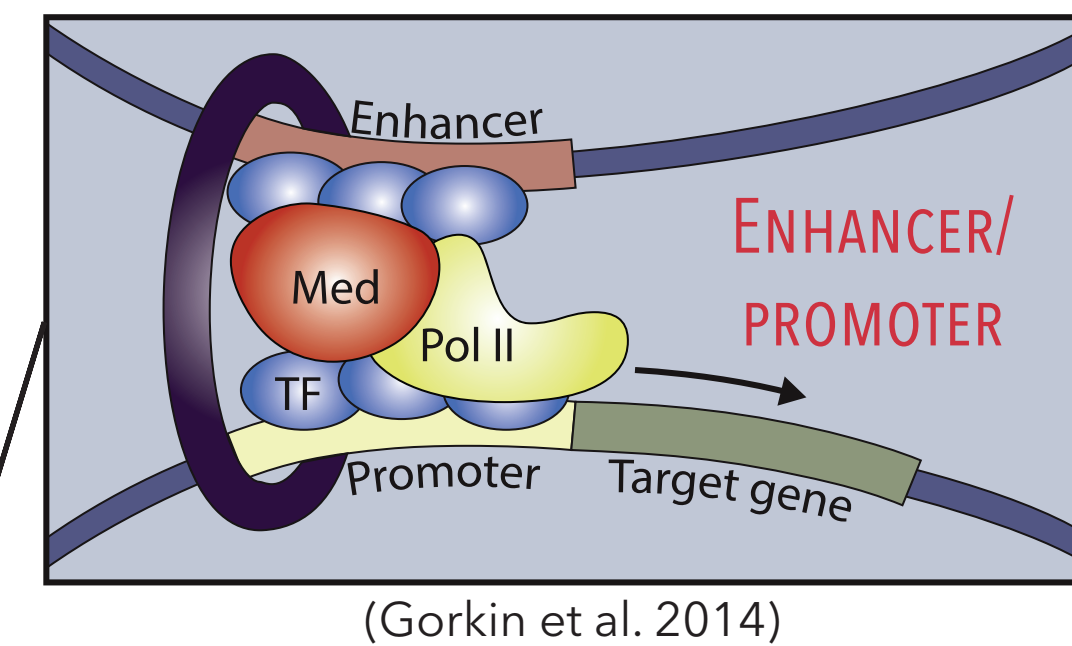 Enhancer
ENHANCER/
PROMOTER
Med
Pol II
TF
Promoter
Target gene
(Gorkin et al. 2014)